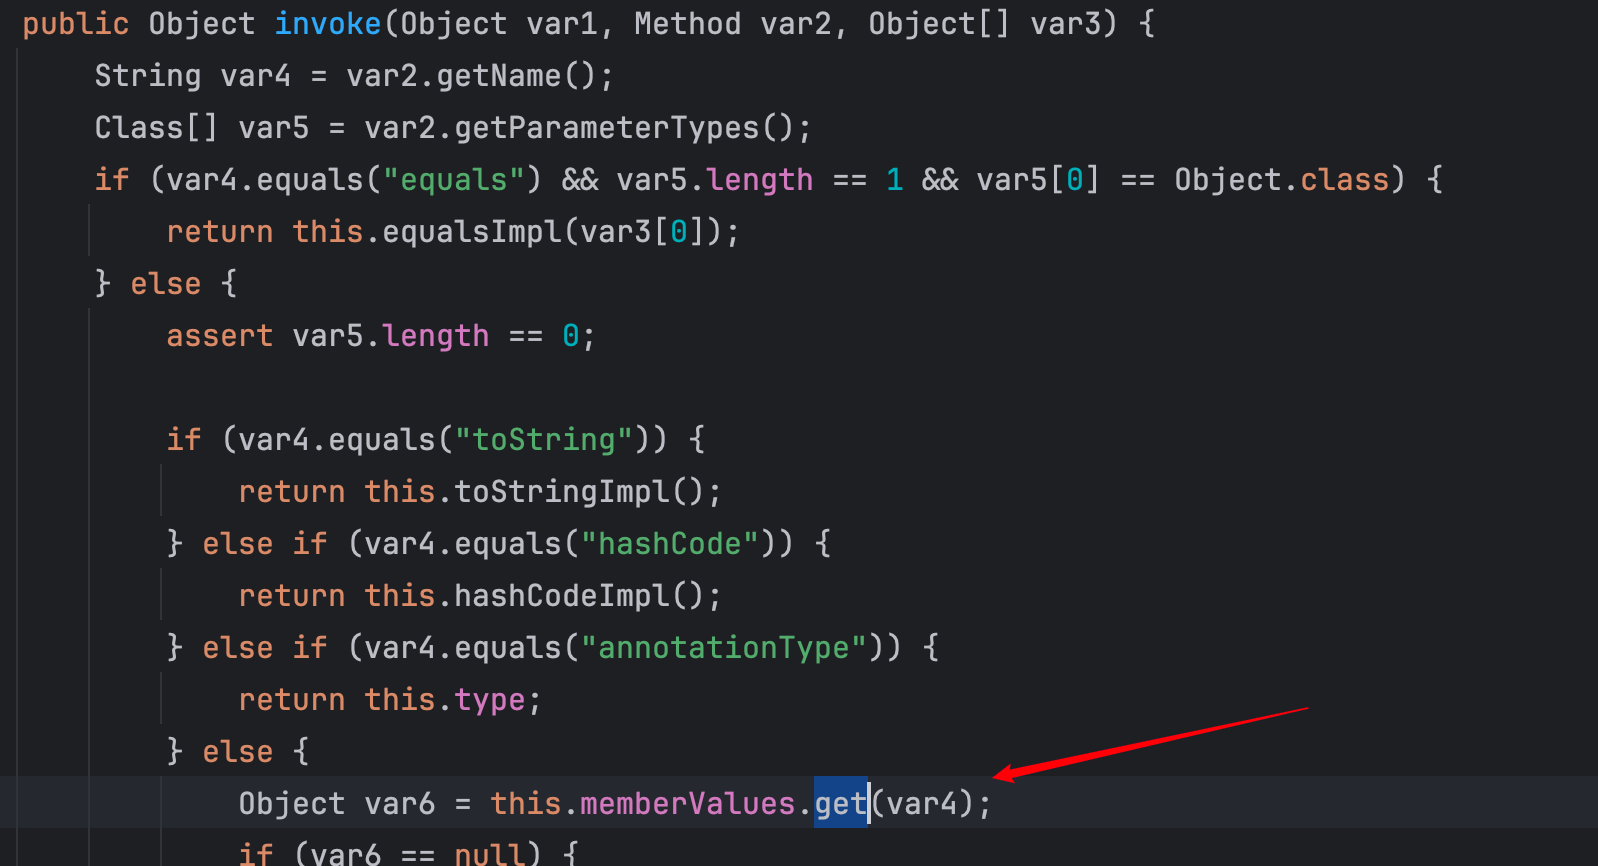 public Object invoke(Object var1, Method var2, Object[] var3) {
String var4 = var2.getName();
Class[] var5 = var2.getParameterTypes();
if (var4.equals("equals") && var5.length == 1 && var5[0] == Object.class) {
return this.equalsImpl(var3[0]);
} else {
assert var5.length == 0;
if (var4.equals("toString")) {
return this.toStringImpl();
} else if (var4.equals("hashCode")) {
return this.hashCodeImpl();
} else if (var4.equals("annotationType")) {
return this.type;
} else {
Object var6 = this.memberValues.get(var4);
if (var6 == null) {